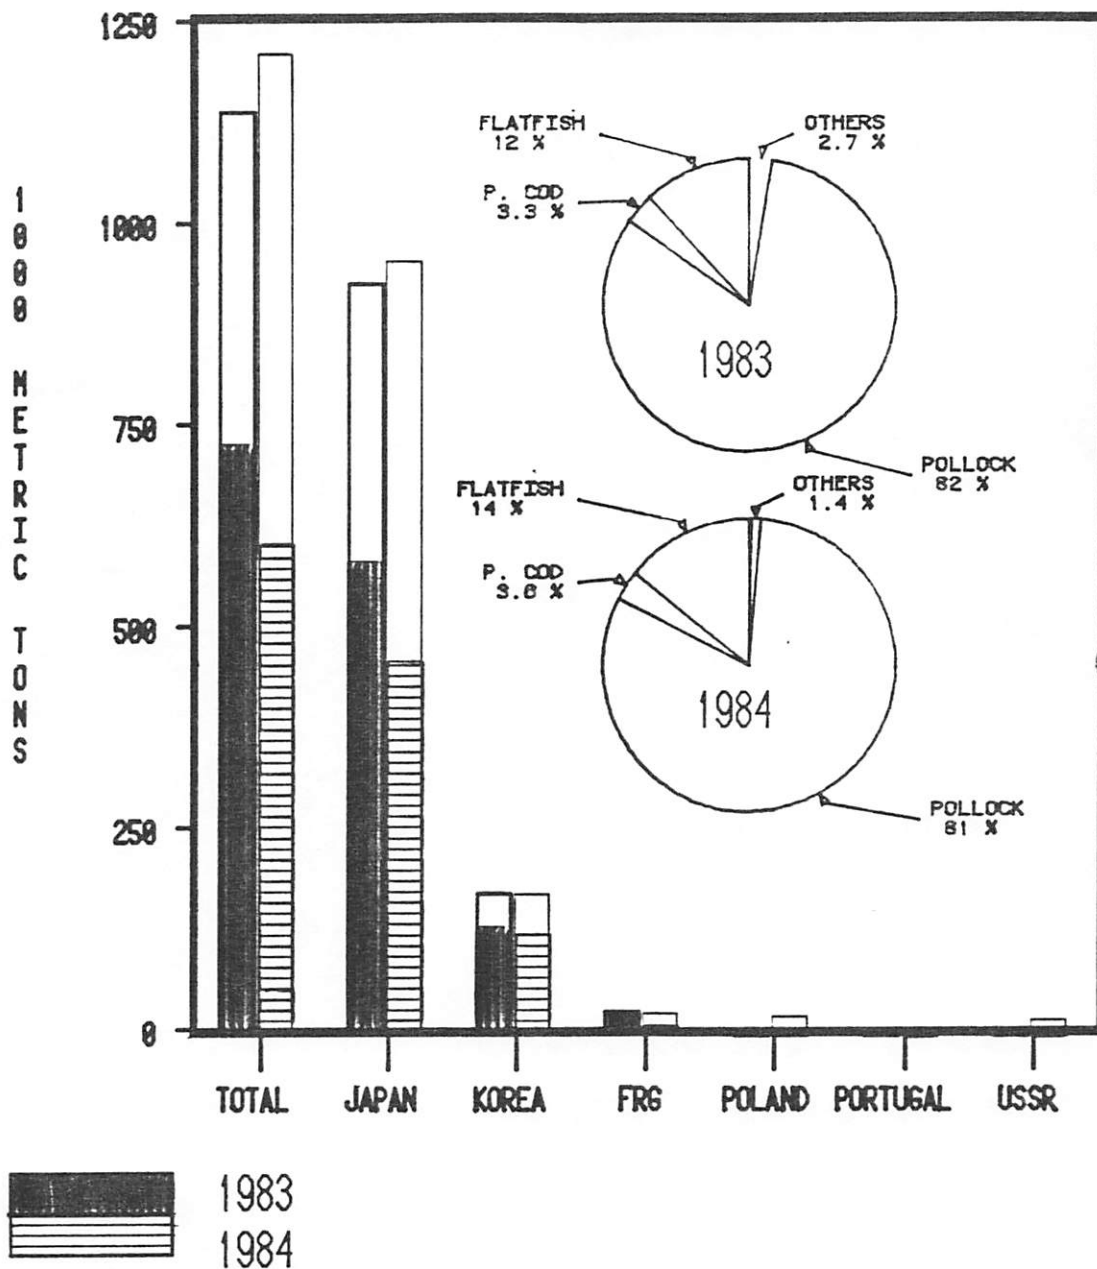 1250
1000
750
500
250
0
1000 METRIC TONS
FLATFISH
12 %
OTHERS
2.7 %
P. COD
3.3 %
1983
POLLOCK
82 %
FLATFISH
14 %
OTHERS
1.4 %
P. COD
1984
POLLOCK
81 %
TOTAL JAPAN KOREA FRG POLAND PORTUGAL USSR
1983
1984